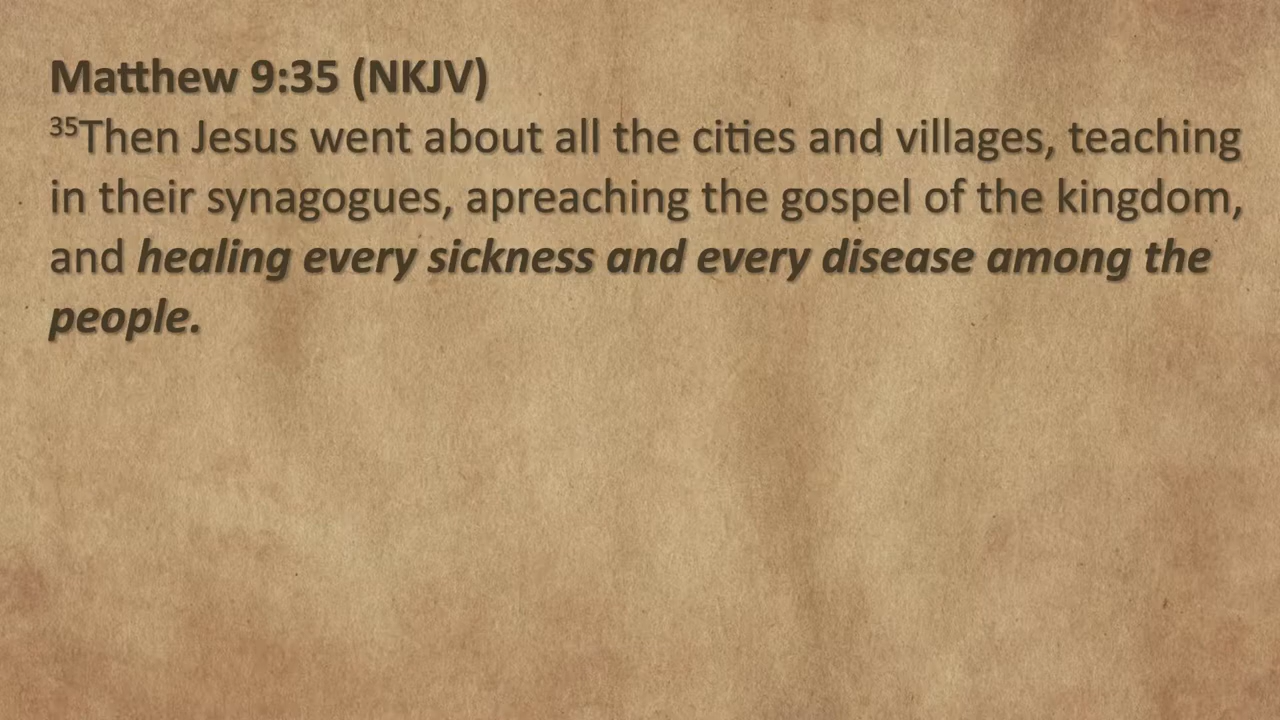 Matthew 9:35 (NKJV)
35Then Jesus went about all the cities and villages, teaching
in their synagogues, apreaching the gospel of the kingdom,
and healing every sickness and every disease among the
people.